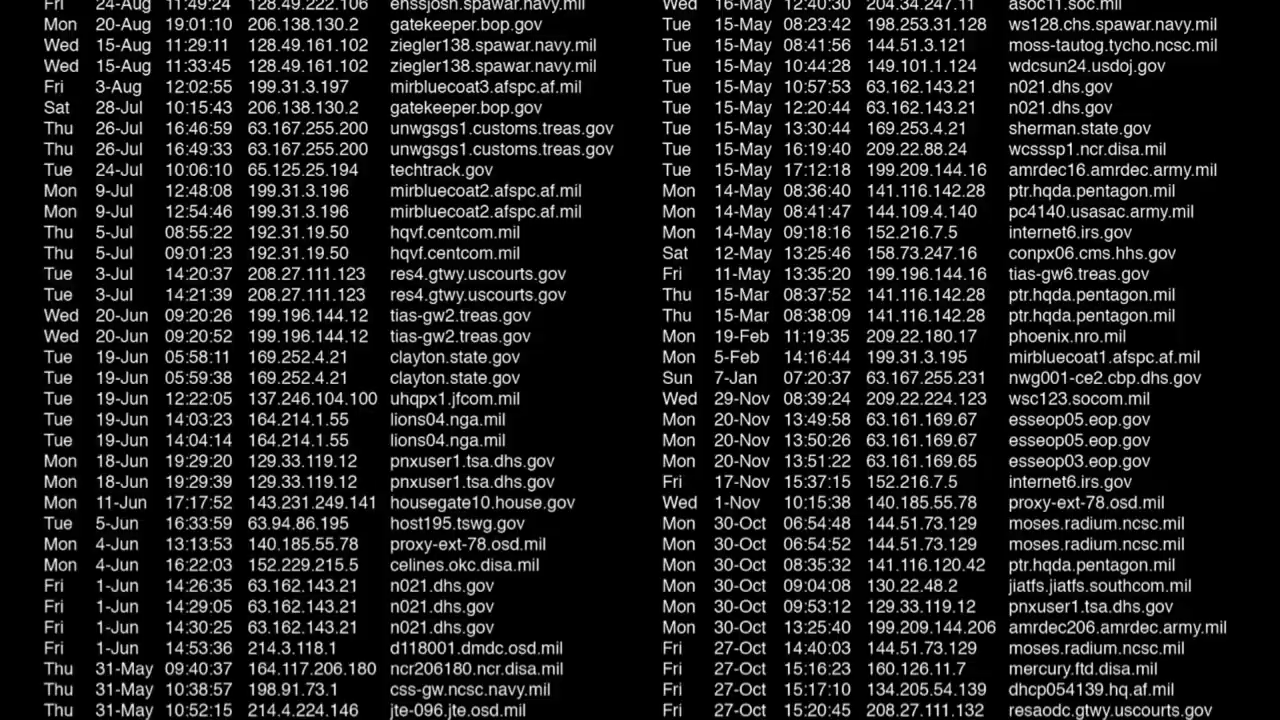 Fri 24-Aug 11:49:24 128.49.222.106 enssjosh.spawar.navy.mil
Mon 20-Aug 19:01:10 206.138.130.2 gatekeeper.bop.gov
Wed 15-Aug 11:29:11 128.49.161.102 ziegler138.spawar.navy.mil
Wed 15-Aug 11:33:45 128.49.161.102 ziegler138.spawar.navy.mil
Fri 3-Aug 12:02:55 199.31.3.197 mirbluecoat3.afspc.af.mil
Sat 28-Jul 10:15:43 206.138.130.2 gatekeeper.bop.gov
Thu 26-Jul 16:46:59 63.167.255.200 unwgsgs1.customs.treas.gov
Thu 26-Jul 16:49:33 63.167.255.200 unwgsgs1.customs.treas.gov
Tue 24-Jul 10:06:10 65.125.25.194 techtrack.gov
Mon 9-Jul 12:48:08 199.31.3.196 mirbluecoat2.afspc.af.mil
Mon 9-Jul 12:54:46 199.31.3.196 mirbluecoat2.afspc.af.mil
Thu 5-Jul 08:55:22 192.31.19.50 hqvf.centcom.mil
Thu 5-Jul 09:01:23 192.31.19.50 hqvf.centcom.mil
Tue 3-Jul 14:20:37 208.27.111.123 res4.gtwy.uscourts.gov
Tue 3-Jul 14:21:39 208.27.111.123 res4.gtwy.uscourts.gov
Wed 20-Jun 09:20:26 199.196.144.12 tias-gw2.treas.gov
Wed 20-Jun 09:20:52 199.196.144.12 tias-gw2.treas.gov
Tue 19-Jun 05:58:11 169.252.4.21 clayton.state.gov
Tue 19-Jun 05:59:38 169.252.4.21 clayton.state.gov
Tue 19-Jun 12:22:05 137.246.104.100 uhqpx1.jfcom.mil
Tue 19-Jun 14:03:23 164.214.1.55 lions04.nga.mil
Tue 19-Jun 14:04:14 164.214.1.55 lions04.nga.mil
Mon 18-Jun 19:29:20 129.33.119.12 pnxuser1.tsa.dhs.gov
Mon 18-Jun 19:29:39 129.33.119.12 pnxuser1.tsa.dhs.gov
Mon 11-Jun 17:17:52 143.231.249.141 housegate10.house.gov
Tue 5-Jun 16:33:59 63.94.86.195 host195.tswg.gov
Mon 4-Jun 13:13:53 140.185.55.78 proxy-ext-78.osd.mil
Mon 4-Jun 16:22:03 152.229.215.5 celines.okc.disa.mil
Fri 1-Jun 14:26:35 63.162.143.21 n021.dhs.gov
Fri 1-Jun 14:29:05 63.162.143.21 n021.dhs.gov
Fri 1-Jun 14:30:25 63.162.143.21 n021.dhs.gov
Fri 1-Jun 14:53:36 214.3.118.1 d118001.dmdc.osd.mil
Thu 31-May 09:40:37 164.117.206.180 ncr206180.ncr.disa.mil
Thu 31-May 10:38:57 198.91.73.1 css-gw.ncsc.navy.mil
Thu 31-May 10:52:15 214.4.224.146 jte-096.jte.osd.mil
Wed 16-May 12:40:30 204.34.247.11 asoc11.soc.mil
Tue 15-May 08:23:42 198.253.31.128 ws128.chs.spawar.navy.mil
Tue 15-May 08:41:56 144.51.3.121 moss-tautog.tycho.ncsc.mil
Tue 15-May 10:44:28 149.101.1.124 wdcsun24.usdoj.gov
Tue 15-May 10:57:53 63.162.143.21 n021.dhs.gov
Tue 15-May 12:20:44 63.162.143.21 n021.dhs.gov
Tue 15-May 13:30:44 169.253.4.21 sherman.state.gov
Tue 15-May 16:19:40 209.22.88.24 wcsssp1.ncr.disa.mil
Tue 15-May 17:12:18 199.209.144.16 amrdec16.amrdec.army.mil
Mon 14-May 08:36:40 141.116.142.28 ptr.hqda.pentagon.mil
Mon 14-May 08:41:47 144.109.4.140 pc4140.usasac.army.mil
Mon 14-May 09:18:16 152.216.7.5 internet6.irs.gov
Sat 12-May 13:25:46 158.73.247.16 conpx06.cms.hhs.gov
Fri 11-May 13:35:20 199.196.144.16 tias-gw6.treas.gov
Thu 15-Mar 08:37:52 141.116.142.28 ptr.hqda.pentagon.mil
Thu 15-Mar 08:38:09 141.116.142.28 ptr.hqda.pentagon.mil
Mon 19-Feb 11:19:35 209.22.180.17 phoenix.nro.mil
Mon 5-Feb 14:16:44 199.31.3.195 mirbluecoat1.afspc.af.mil
Sun 7-Jan 07:20:37 63.167.255.231 nwg001-ce2.cbp.dhs.gov
Wed 29-Nov 08:39:24 209.22.224.123 wsc123.socom.mil
Mon 20-Nov 09:49:58 63.161.169.67 esseop05.eop.gov
Mon 20-Nov 13:50:26 63.161.169.67 esseop05.eop.gov
Mon 20-Nov 13:51:22 63.161.169.65 esseop03.eop.gov
Fri 17-Nov 15:37:15 152.216.7.5 internet6.irs.gov
Wed 1-Nov 10:15:38 140.185.55.78 proxy-ext-78.osd.mil
Mon 30-Oct 06:54:48 144.51.73.129 moses.radium.ncsc.mil
Mon 30-Oct 06:54:52 144.51.73.129 moses.radium.ncsc.mil
Mon 30-Oct 08:35:32 141.116.120.42 ptr.hqda.pentagon.mil
Mon 30-Oct 09:04:08 130.22.48.2 jiatfs.jiatfs.southcom.mil
Mon 30-Oct 09:53:12 129.33.119.12 pnxuser1.tsa.dhs.gov
Mon 30-Oct 13:25:40 199.209.144.206 amrdec206.amrdec.army.mil
Fri 27-Oct 14:40:03 144.51.73.129 moses.radium.ncsc.mil
Fri 27-Oct 15:16:23 160.126.11.7 mercury.ftd.disa.mil
Fri 27-Oct 15:17:10 134.205.54.139 dhcp054139.hq.af.mil
Fri 27-Oct 15:20:45 208.27.111.132 resaodc.gtwy.uscourts.gov